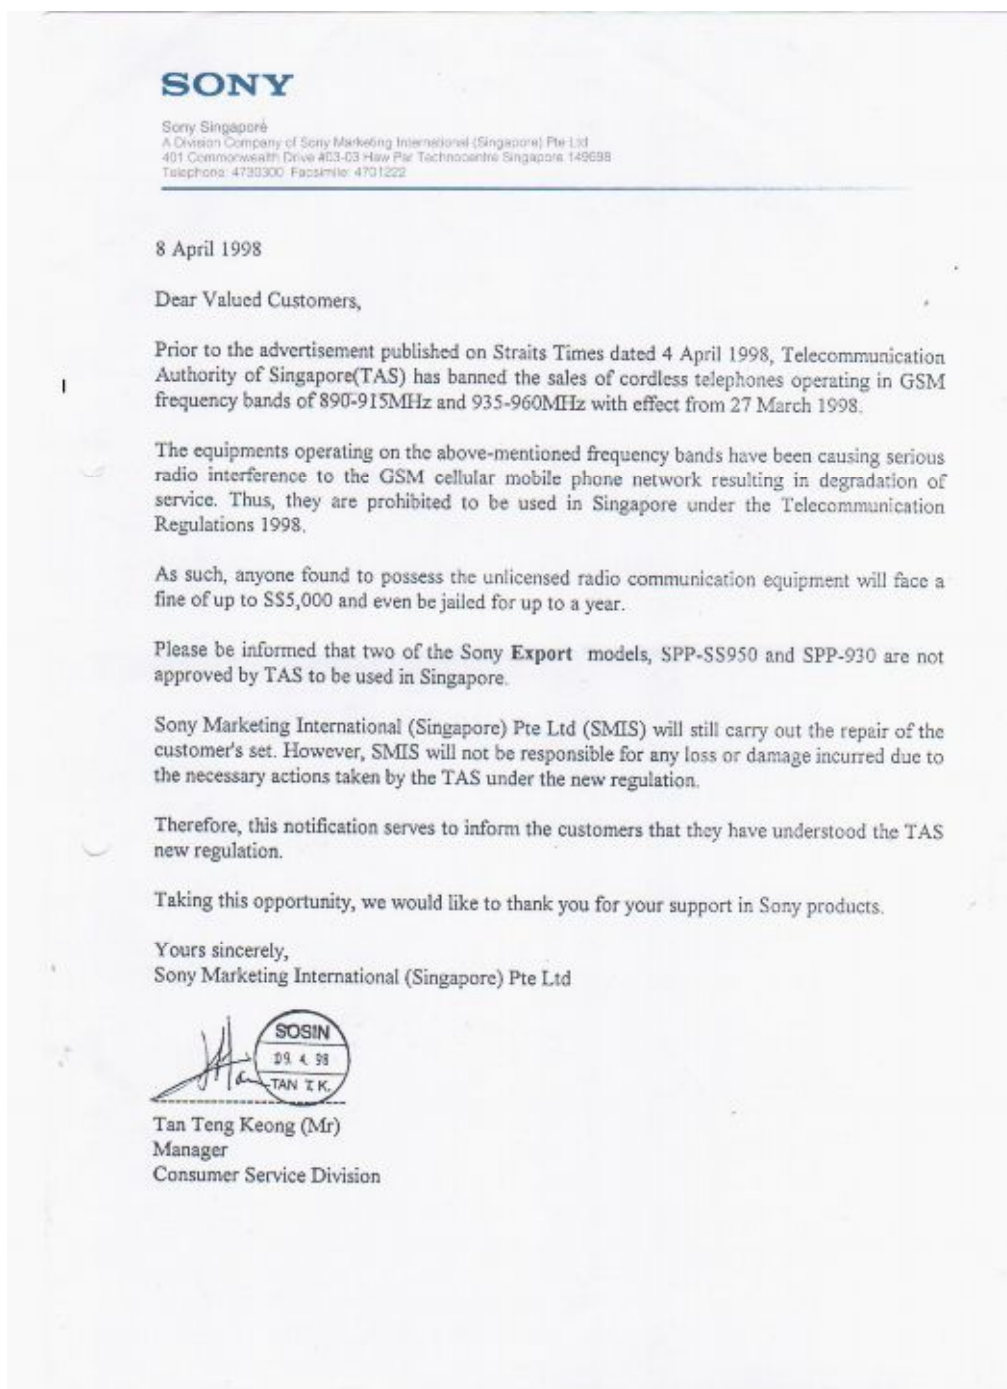 SONY
Sony Singapore
A Division Company of Sony Marketing International (Singapore) Pte Ltd
401 Commonwealth Drive #03-03 Haw Par Technocentre Singapore 149598
Telephone: 4730300 Facsimile: 4701222
8 April 1998
Dear Valued Customers,
Prior to the advertisement published on Straits Times dated 4 April 1998, Telecommunication
Authority of Singapore(TAS) has banned the sales of cordless telephones operating in GSM
frequency bands of 890-915MHz and 935-960MHz with effect from 27 March 1998.
The equipments operating on the above-mentioned frequency bands have been causing serious
radio interference to the GSM cellular mobile phone network resulting in degradation of
service. Thus, they are prohibited to be used in Singapore under the Telecommunication
Regulations 1998.
As such, anyone found to possess the unlicensed radio communication equipment will face a
fine of up to S$5,000 and even be jailed for up to a year.
Please be informed that two of the Sony Export models, SPP-SS950 and SPP-930 are not
approved by TAS to be used in Singapore.
Sony Marketing International (Singapore) Pte Ltd (SMIS) will still carry out the repair of the
customer's set. However, SMIS will not be responsible for any loss or damage incurred due to
the necessary actions taken by the TAS under the new regulation.
Therefore, this notification serves to inform the customers that they have understood the TAS
new regulation.
Taking this opportunity, we would like to thank you for your support in Sony products.
Yours sincerely,
Sony Marketing International (Singapore) Pte Ltd
SOSIN
09. 4. 98
TAN T.K.
Tan Teng Keong (Mr)
Manager
Consumer Service Division